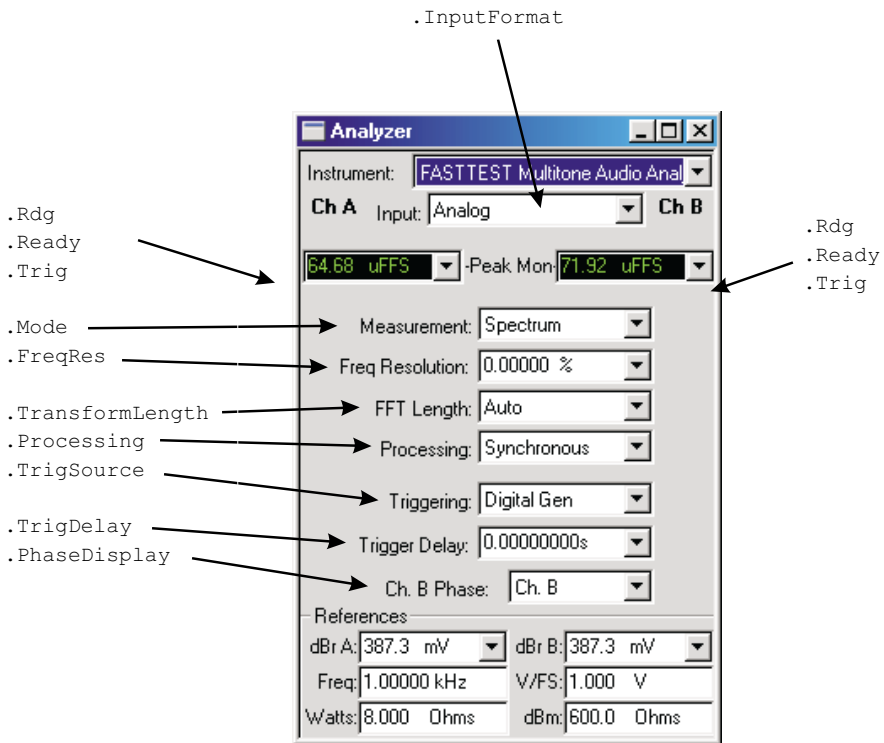 .InputFormat
Analyzer
Instrument: FASTTEST Multitone Audio Anal
Ch A Input: Analog Ch B
.Rdg
.Ready
.Trig
.Rdg
.Ready
.Trig
64.68 uFFS -Peak Mon- 71.92 uFFS
.Mode
Measurement: Spectrum
.FreqRes
Freq Resolution: 0.00000 %
.TransformLength
FFT Length: Auto
.Processing
Processing: Synchronous
.TrigSource
Triggering: Digital Gen
.TrigDelay
Trigger Delay: 0.00000000s
.PhaseDisplay
Ch. B Phase: Ch. B
References
dBr A: 387.3 mV dBr B: 387.3 mV
Freq: 1.00000 kHz V/FS: 1.000 V
Watts: 8.000 Ohms dBm: 600.0 Ohms